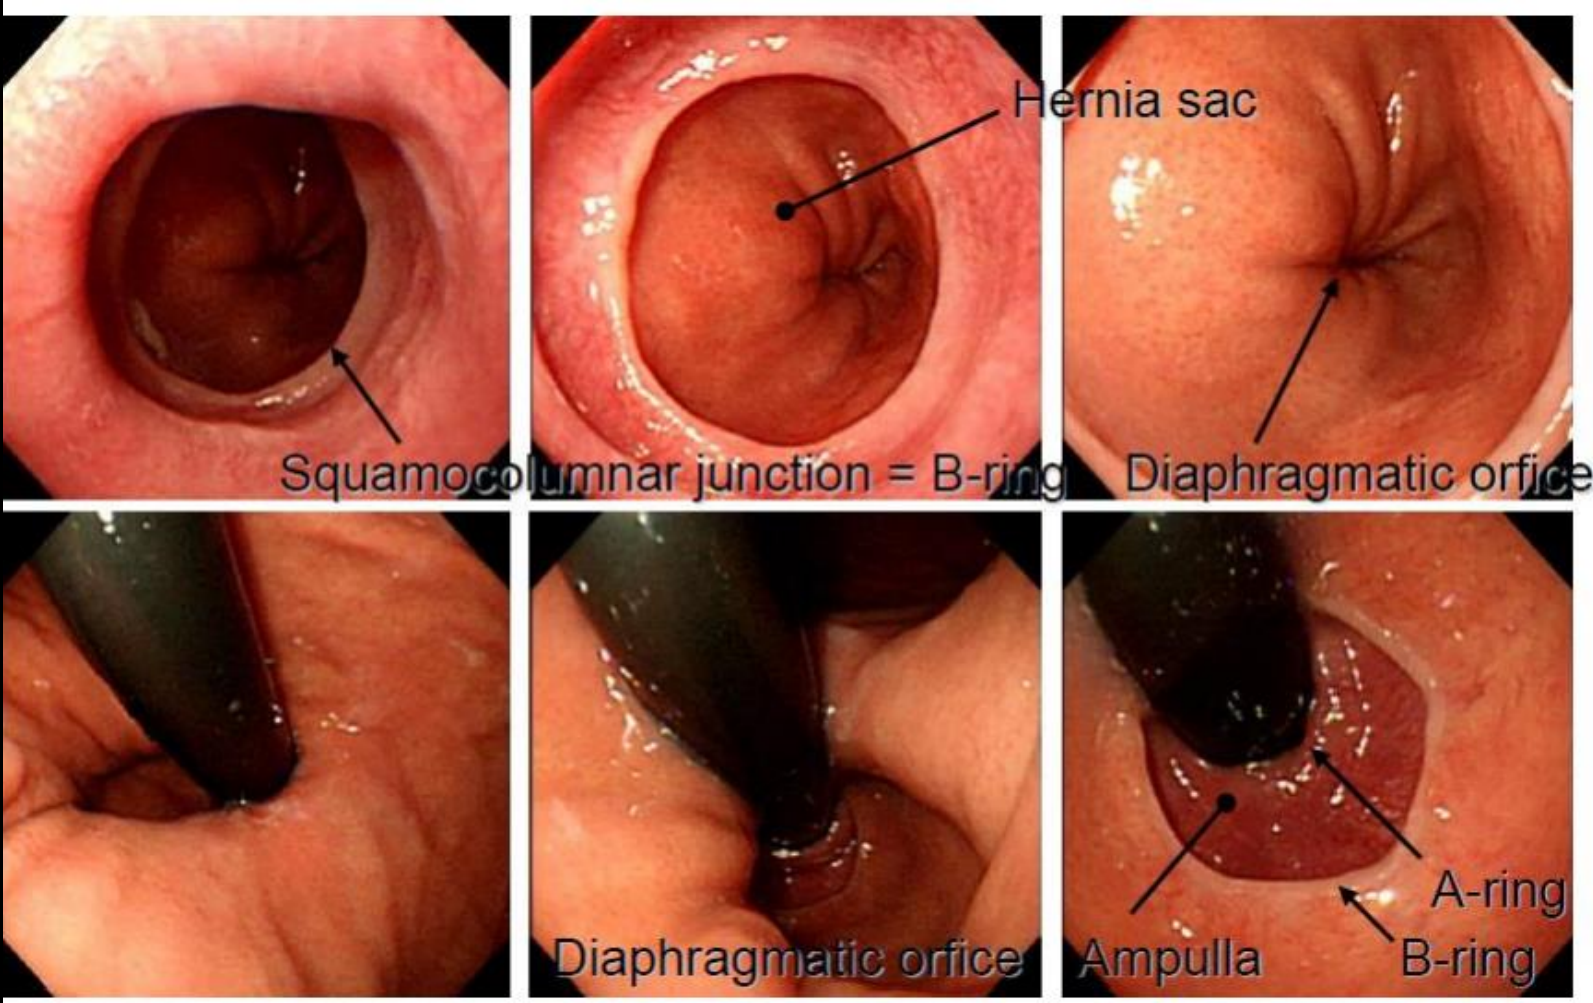 Hernia sac
Squamocolumnar junction = B-ring
Diaphragmatic orfice
Diaphragmatic orfice
Ampulla
A-ring
B-ring